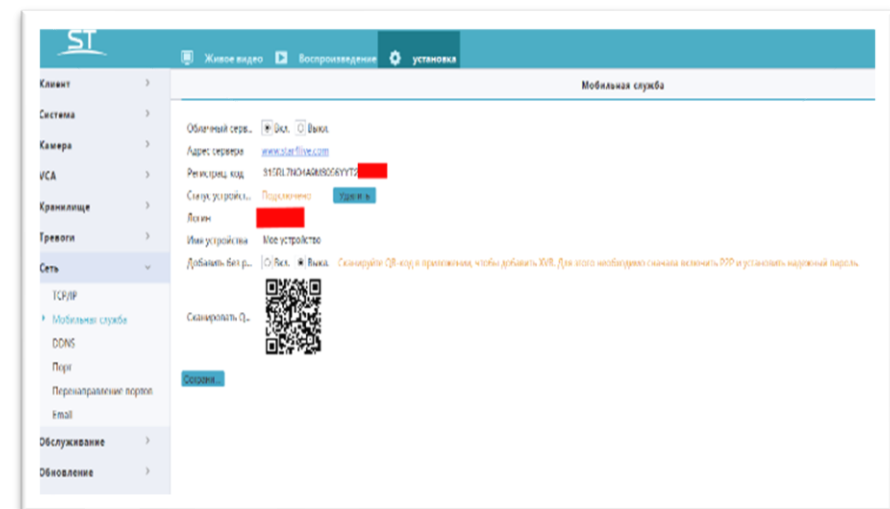 ST
Живое видео Воспроизведение установка
Клиент
Система
Камера
VCA
Хранилище
Тревоги
Сеть
TCP/IP
Мобильная служба
DDNS
Порт
Перенаправление портов
Email
Обслуживание
Обновление
Мобильная служба
Облачный серв... Вкл. Выкл.
Адрес сервера www.star4live.com
Регистрац. код
Статус устройст... Подключено Удалить
Логин
Имя устройства Мое устройство
Добавить без р... Вкл. Выкл. Сканируйте QR-код в приложении, чтобы добавить XVR. Для этого необходимо сначала включить P2P и установить надежный пароль.
Сканировать Q...
Сохрани...